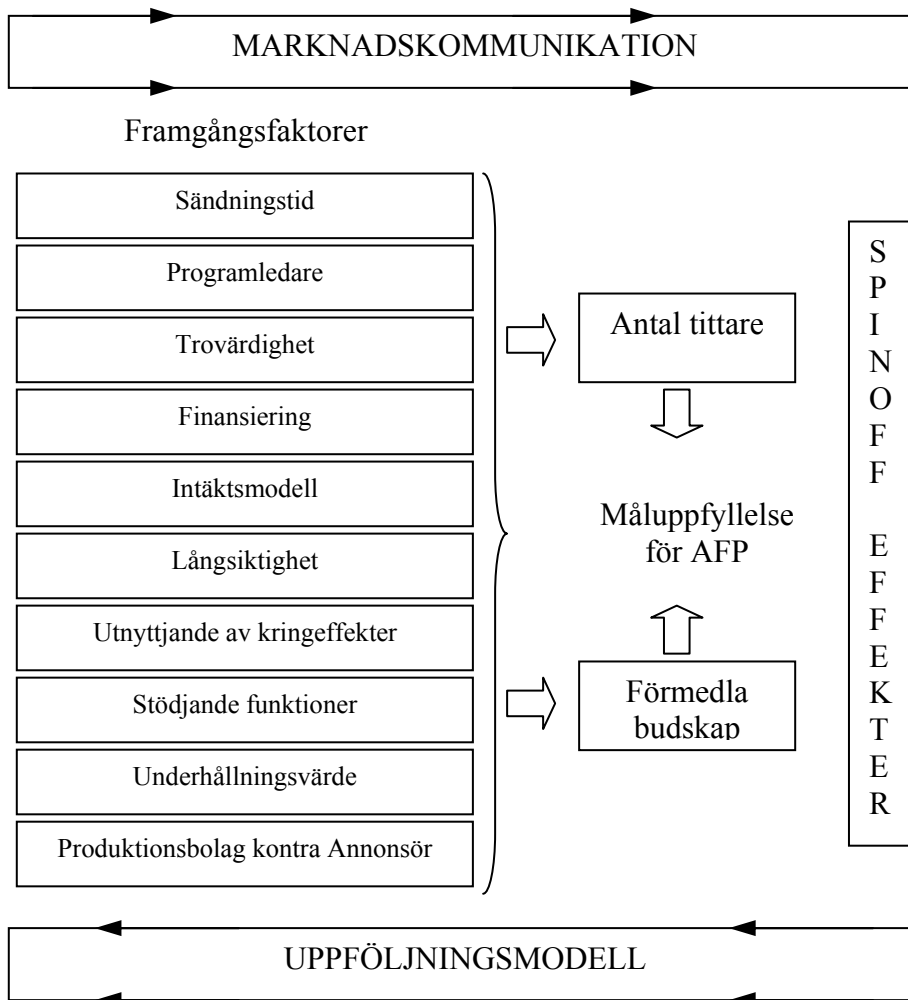 MARKNADSKOMMUNIKATION
Framgångsfaktorer
Sändningstid
Programledare
Trovärdighet
Finansiering
Intäktsmodell
Långsiktighet
Utnyttjande av kringeffekter
Stödjande funktioner
Underhållningsvärde
Produktionsbolag kontra Annonsör
Antal tittare
Måluppfyllelse
för AFP
Förmedla
budskap
S
P
I
N
O
F
F
E
F
F
E
K
T
E
R
UPPFÖLJNINGSMODELL